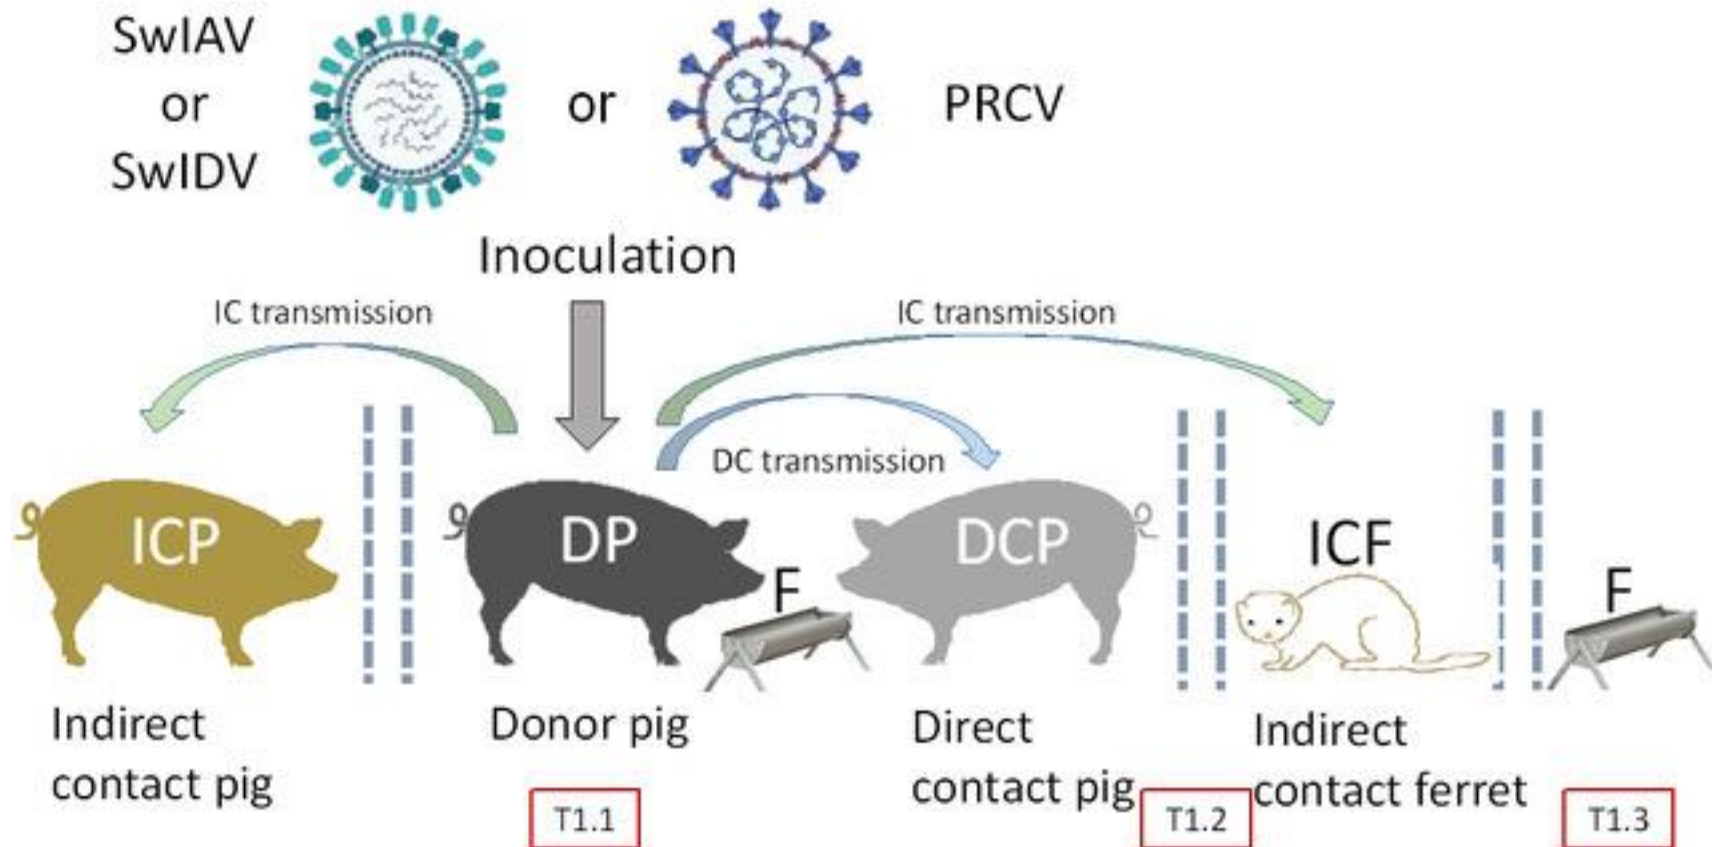 SwIAV
or
SwIDV
or
PRCV
Inoculation
IC transmission
IC transmission
DC transmission
ICP
DP
F
DCP
ICF
F
Indirect
contact pig
Donor pig
Direct
contact pig
Indirect
contact ferret
T1.1
T1.2
T1.3